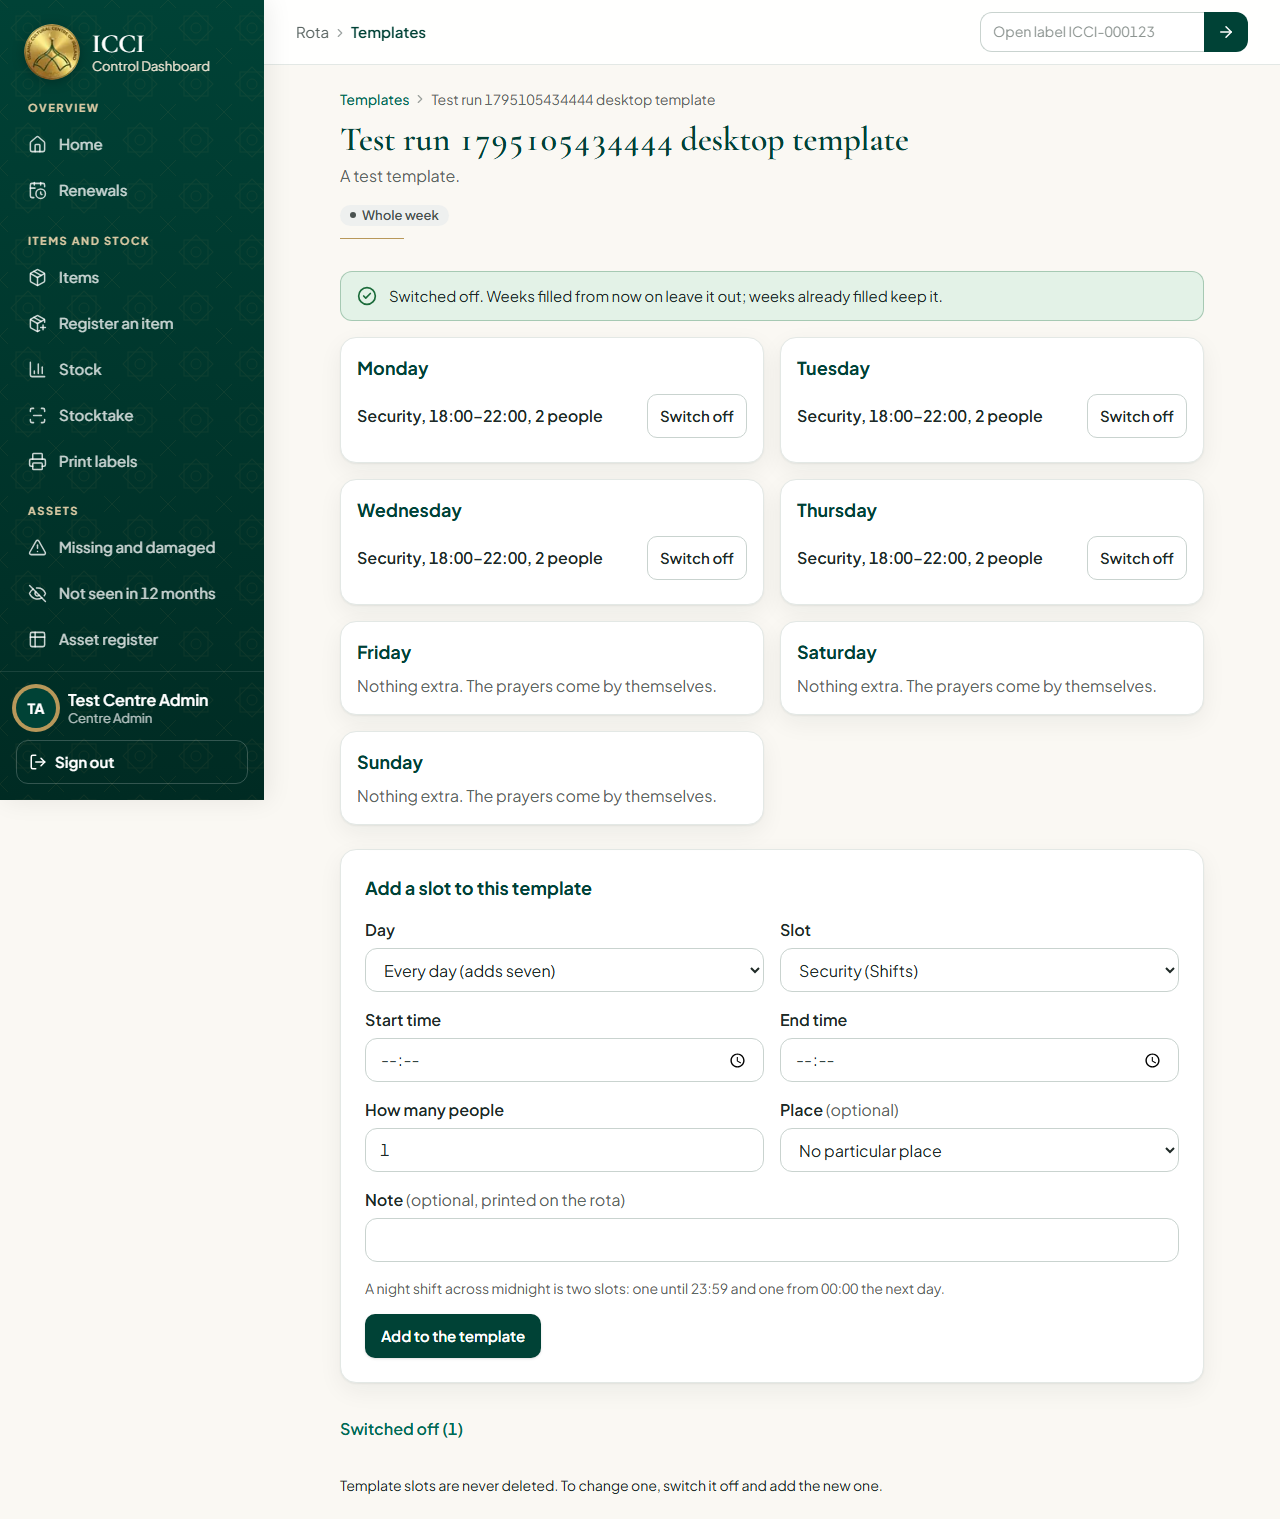 ICCI
Control Dashboard
OVERVIEW
Home
Renewals
ITEMS AND STOCK
Items
Register an item
Stock
Stocktake
Print labels
ASSETS
Missing and damaged
Not seen in 12 months
Asset register
TA
Test Centre Admin
Centre Admin
Sign out
Rota > Templates
Open label ICCI-000123
Templates > Test run 1795105434444 desktop template
Test run 1795105434444 desktop template
A test template.
Whole week
Switched off. Weeks filled from now on leave it out; weeks already filled keep it.
Monday
Security, 18:00–22:00, 2 people
Switch off
Tuesday
Security, 18:00–22:00, 2 people
Switch off
Wednesday
Security, 18:00–22:00, 2 people
Switch off
Thursday
Security, 18:00–22:00, 2 people
Switch off
Friday
Nothing extra. The prayers come by themselves.
Saturday
Nothing extra. The prayers come by themselves.
Sunday
Nothing extra. The prayers come by themselves.
Add a slot to this template
Day
Every day (adds seven)
Slot
Security (Shifts)
Start time
--:--
End time
--:--
How many people
1
Place (optional)
No particular place
Note (optional, printed on the rota)
A night shift across midnight is two slots: one until 23:59 and one from 00:00 the next day.
Add to the template
Switched off (1)
Template slots are never deleted. To change one, switch it off and add the new one.